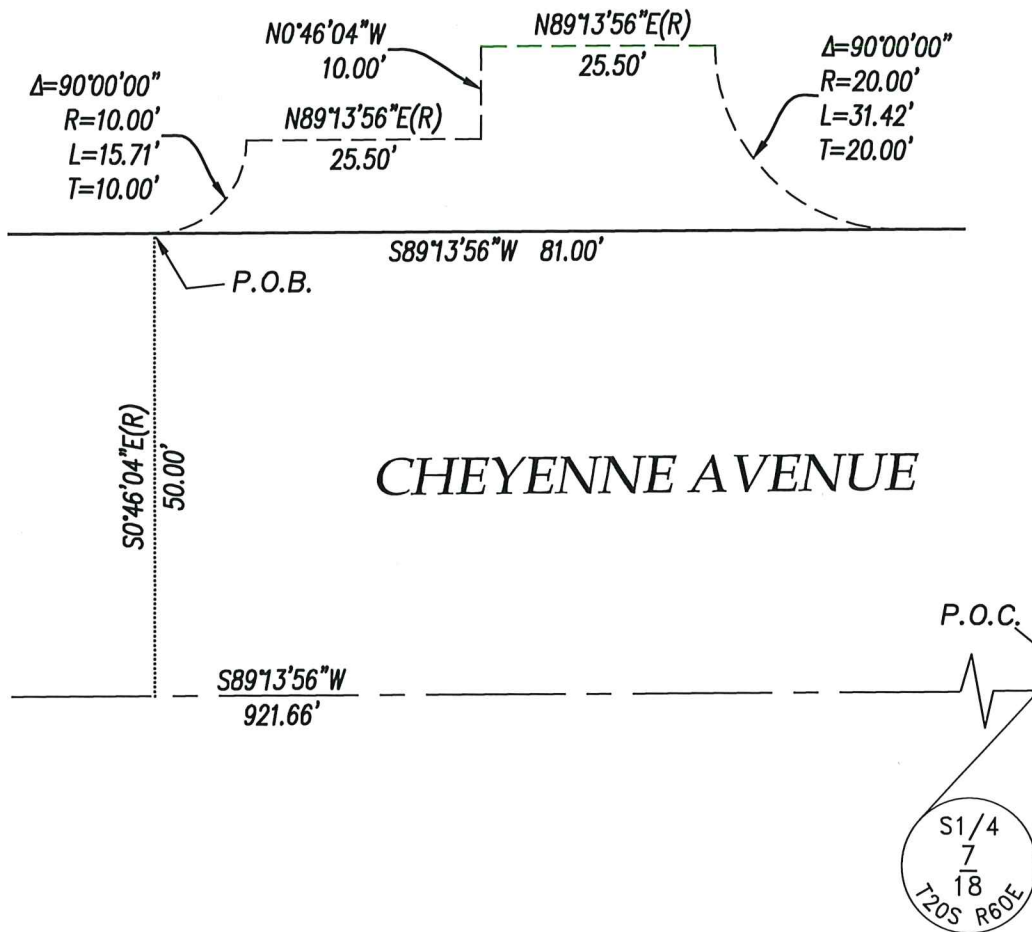 N89°13'56"E(R)
25.50'
N0°46'04"W
10.00'
Δ=90°00'00"
R=20.00'
L=31.42'
T=20.00'
Δ=90°00'00"
R=10.00'
L=15.71'
T=10.00'
N89°13'56"E(R)
25.50'
S89°13'56"W 81.00'
P.O.B.
S0°46'04"E(R)
50.00'
CHEYENNE AVENUE
P.O.C.
S89°13'56"W
921.66'
S1/4
7
18
T20S R60E